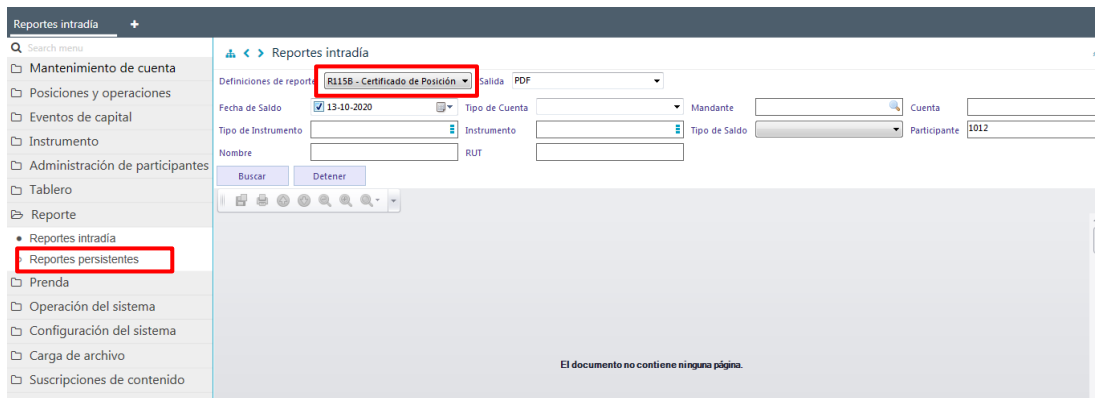 Reportes intradía +
Search menu
Mantenimiento de cuenta
Posiciones y operaciones
Eventos de capital
Instrumento
Administración de participantes
Tablero
Reporte
Reportes intradía
Reportes persistentes
Prenda
Operación del sistema
Configuración del sistema
Carga de archivo
Suscripciones de contenido
Reportes intradía
Definiciones de reporte R115B - Certificado de Posición Salida PDF
Fecha de Saldo 13-10-2020 Tipo de Cuenta Mandante Cuenta
Tipo de Instrumento Instrumento Tipo de Saldo Participante 1012
Nombre RUT
Buscar Detener
El documento no contiene ninguna página.